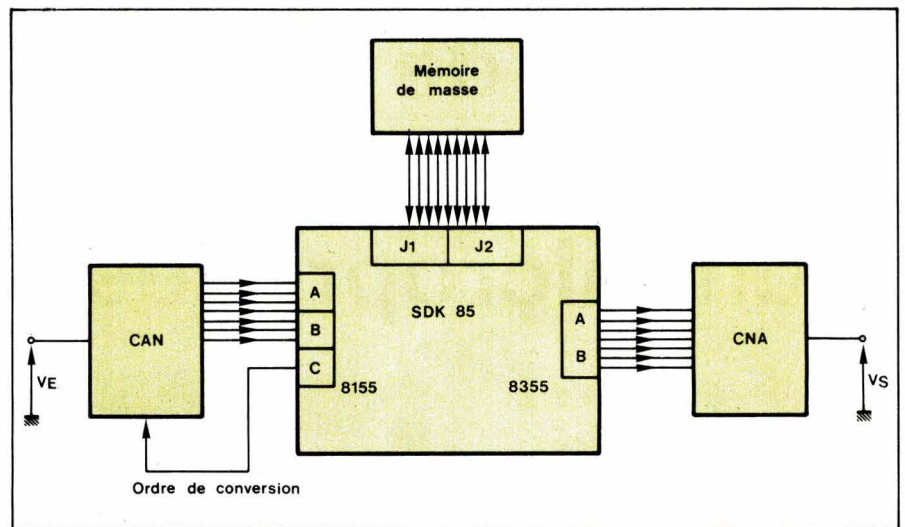 Mémoire
de masse
J1
J2
SDK 85
CAN
A
B
C
8155
8355
A
B
CNA
VE
VS
Ordre de conversion